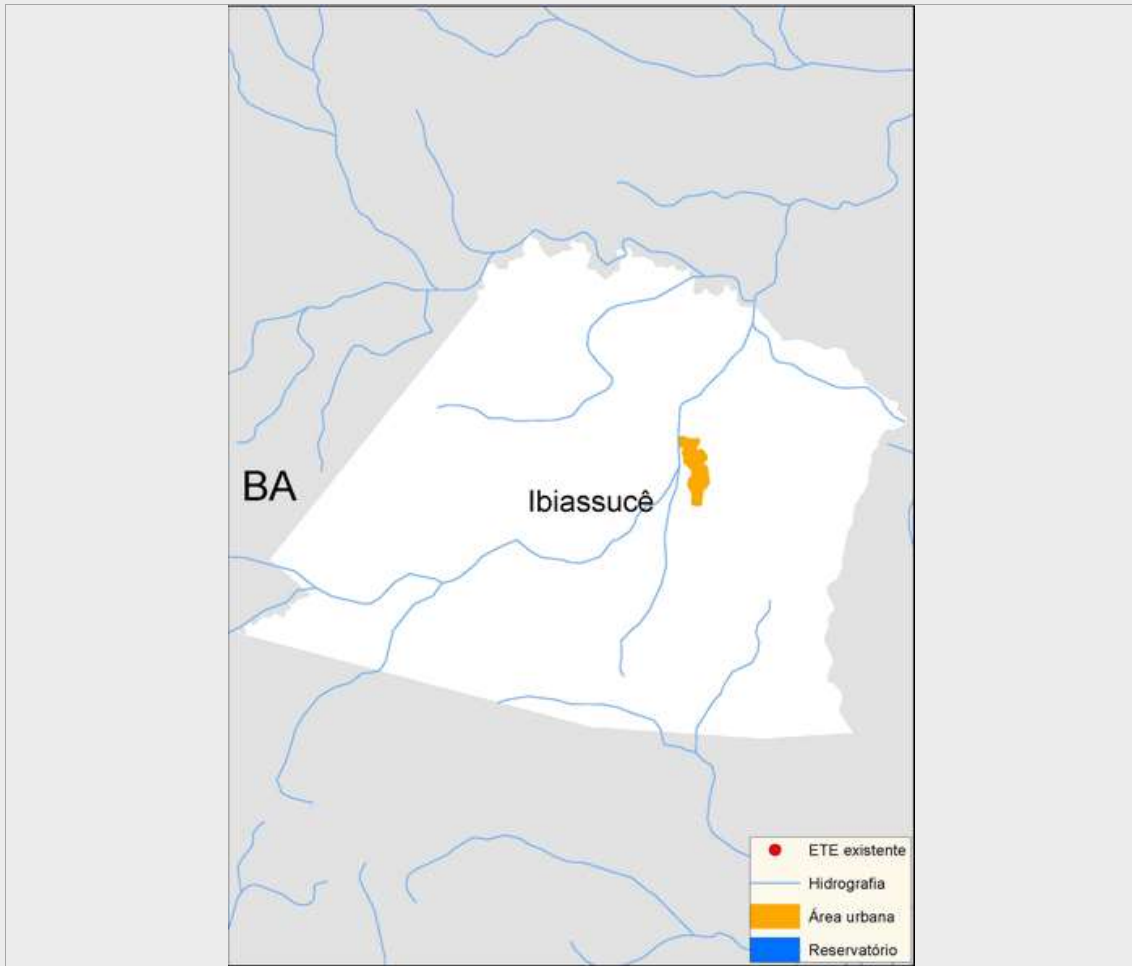 BA
Ibiassucê
ETE existente
Hidrografia
Área urbana
Reservatório